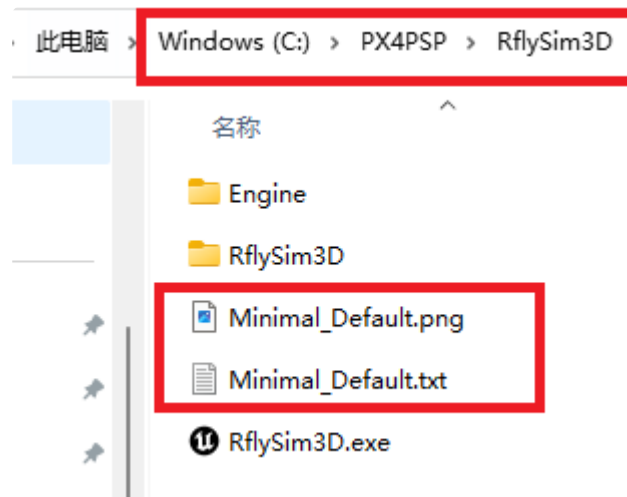 此电脑 > Windows (C:) > PX4PSP > RflySim3D
名称
Engine
RflySim3D
Minimal_Default.png
Minimal_Default.txt
RflySim3D.exe